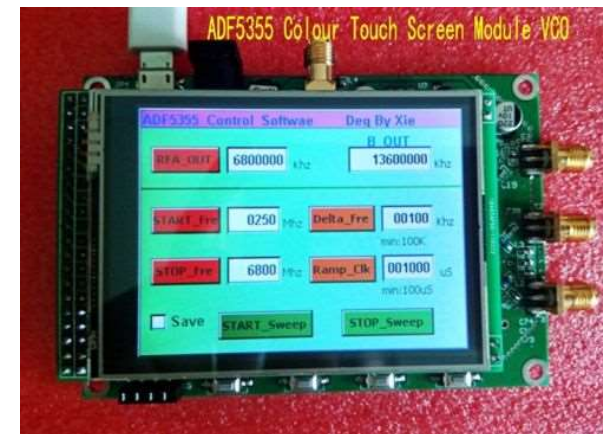 ADF5355 Colour Touch Screen Module VCO
ADF5355 Control Softwae Deg By Xie
B_OUT
RFA_OUT 6800000 Khz 13600000 Khz
START_Fre 0250 Mhz Delta_Fre 00100 Khz
min:100K
STOP_Fre 6800 Mhz Ramp_Clk 001000 uS
min:100uS
Save START_Sweep STOP_Sweep